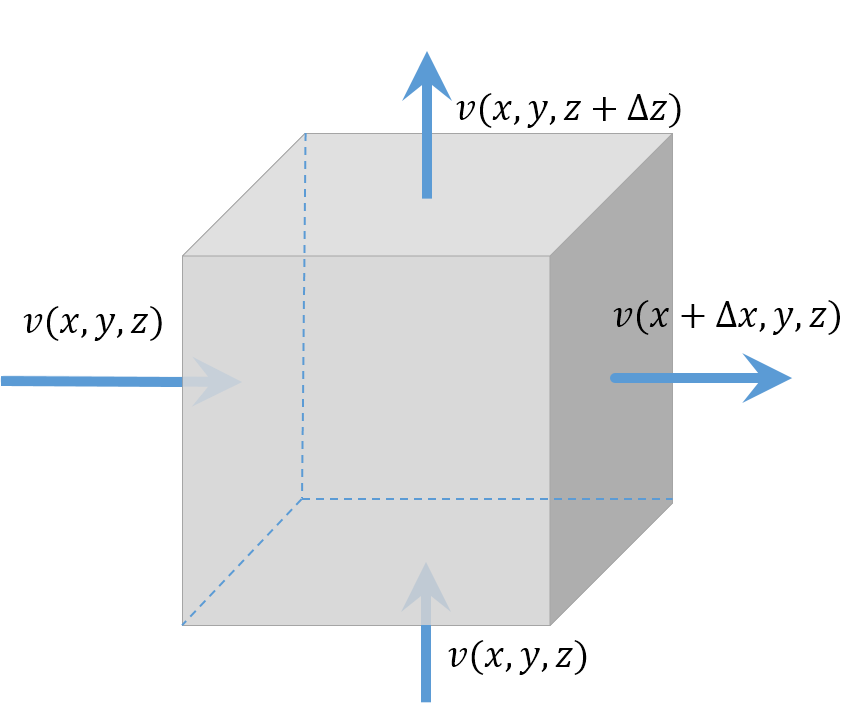 v(x, y, z + Δz)
v(x, y, z)
v(x + Δx, y, z)
v(x, y, z)